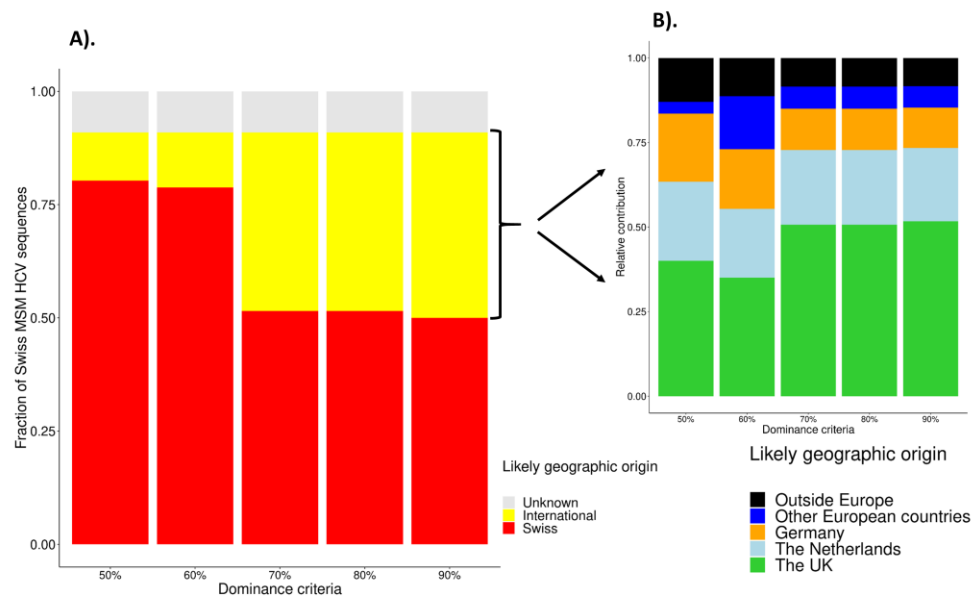 A).
Fraction of Swiss MSM HCV sequences
1.00
0.75
0.50
0.25
0.00
50%
60%
70%
80%
90%
Dominance criteria
Likely geographic origin
Unknown
International
Swiss
B).
Relative contribution
1.00
0.75
0.50
0.25
0.00
50%
60%
70%
80%
90%
Dominance criteria
Likely geographic origin
Outside Europe
Other European countries
Germany
The Netherlands
The UK